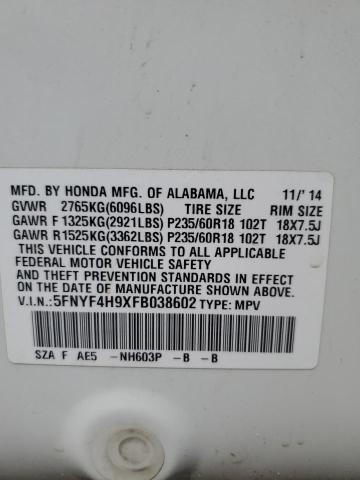 MFD. BY HONDA MFG. OF ALABAMA, LLC 11/'14
GVWR 2765KG(6096LBS) TIRE SIZE RIM SIZE
GAWR F 1325KG(2921LBS) P235/60R18 102T 18X7.5J
GAWR R 1525KG(3362LBS) P235/60R18 102T 18X7.5J
THIS VEHICLE CONFORMS TO ALL APPLICABLE
FEDERAL MOTOR VEHICLE SAFETY
AND THEFT PREVENTION STANDARDS IN EFFECT
ON THE DATE OF MANUFACTURE SHOWN ABOVE.
V.I.N.:5FNYF4H9XFB038602 TYPE: MPV
SZA F AE5 -NH603P -B -B